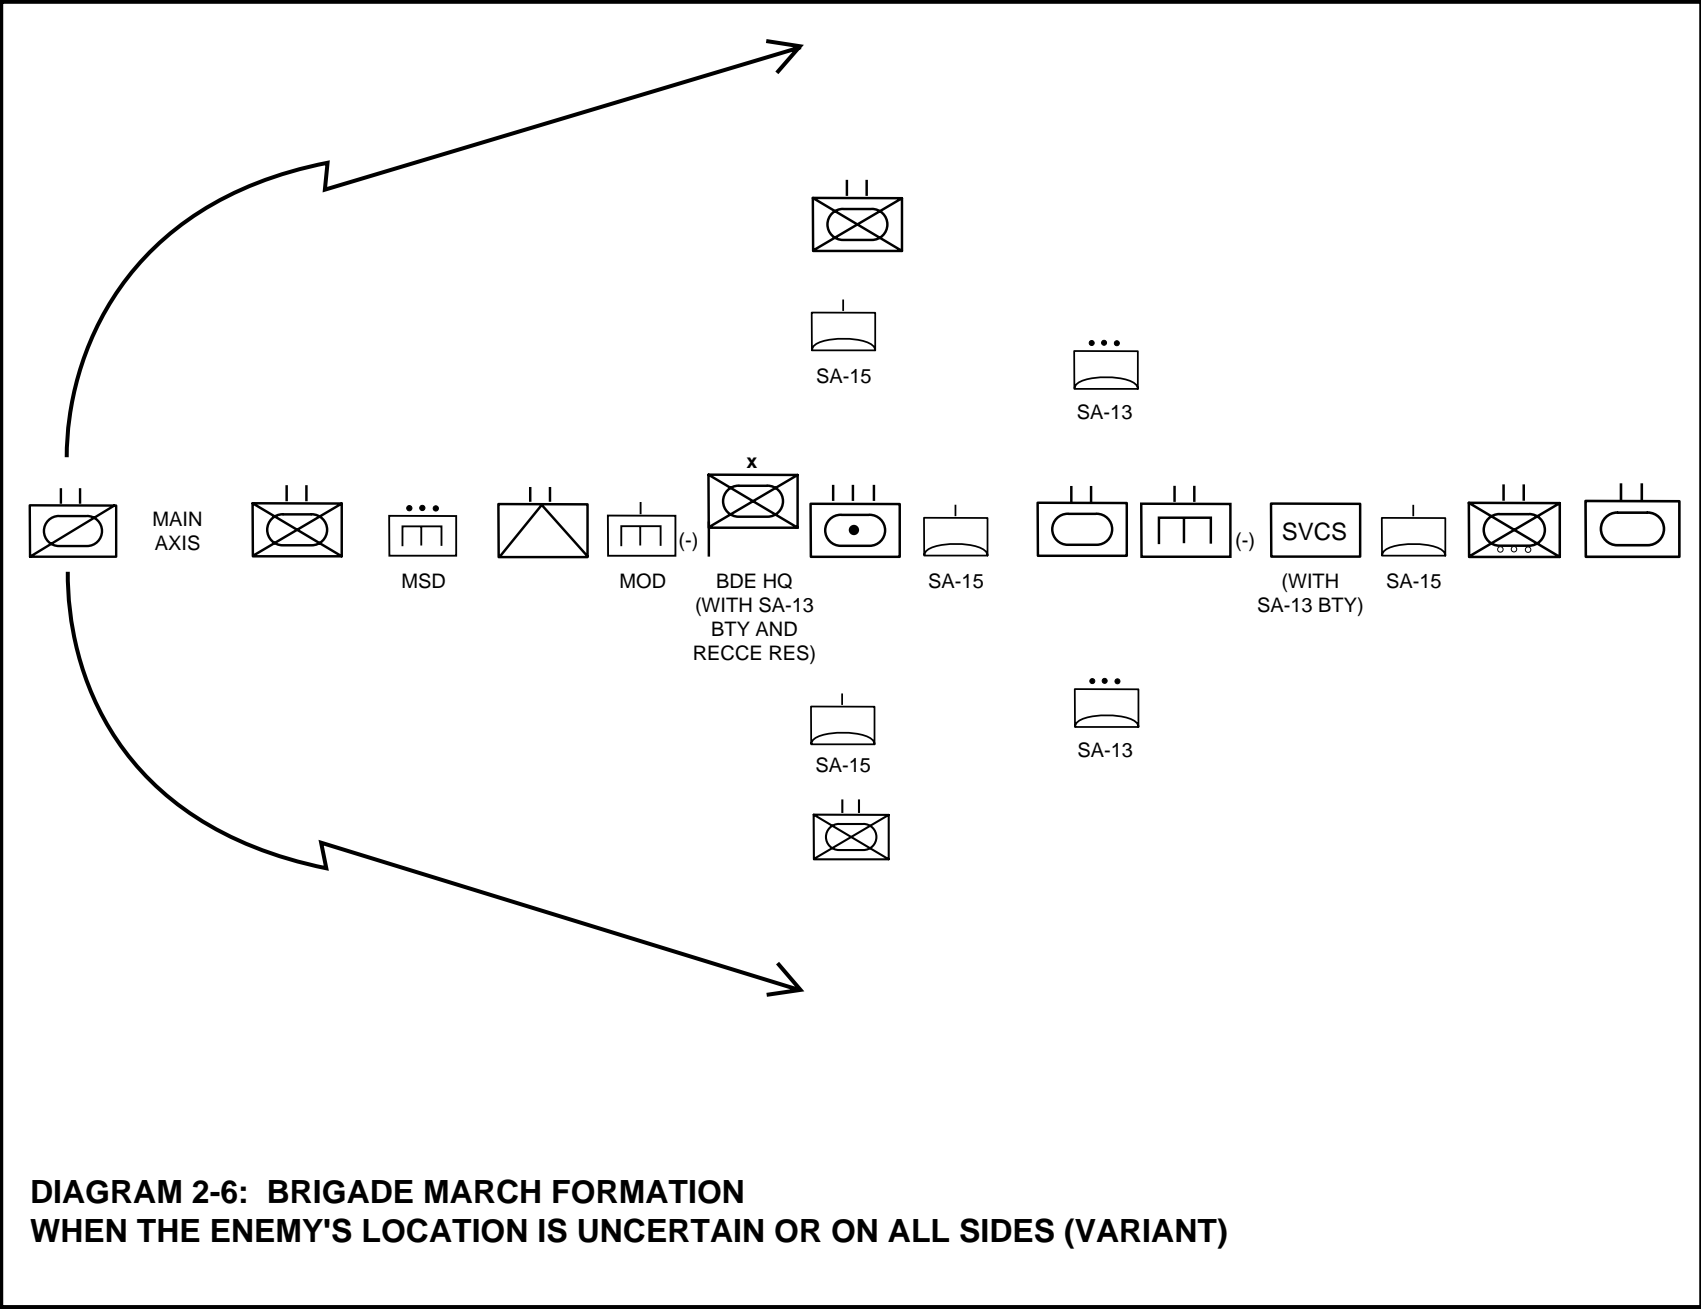 SA-15
SA-13
x
MAIN
AXIS
(-)
SVCS
(-)
MSD
MOD
BDE HQ
(WITH SA-13
BTY AND
RECCE RES)
SA-15
(WITH
SA-13 BTY)
SA-15
SA-15
SA-13
DIAGRAM 2-6: BRIGADE MARCH FORMATION
WHEN THE ENEMY'S LOCATION IS UNCERTAIN OR ON ALL SIDES (VARIANT)